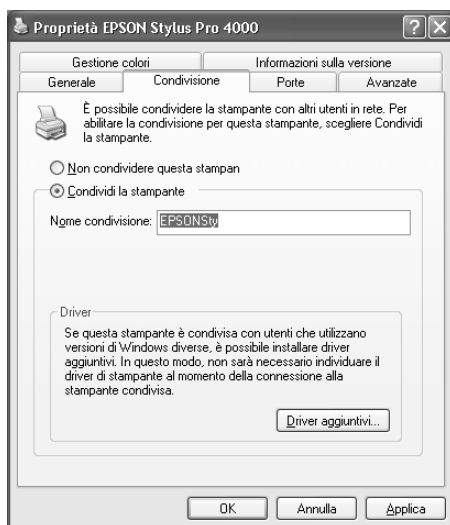 Proprietà EPSON Stylus Pro 4000
Gestione colori
Informazioni sulla versione
Generale
Condivisione
Porte
Avanzate
È possibile condividere la stampante con altri utenti in rete. Per
abilitare la condivisione per questa stampante, scegliere Condividi
la stampante.
Non condividere questa stampan
Condividi la stampante
Nome condivisione: EPSONSty
Driver
Se questa stampante è condivisa con utenti che utilizzano
versioni di Windows diverse, è possibile installare driver
aggiuntivi. In questo modo, non sarà necessario individuare il
driver di stampante al momento della connessione alla
stampante condivisa.
Driver aggiuntivi...
OK
Annulla
Applica